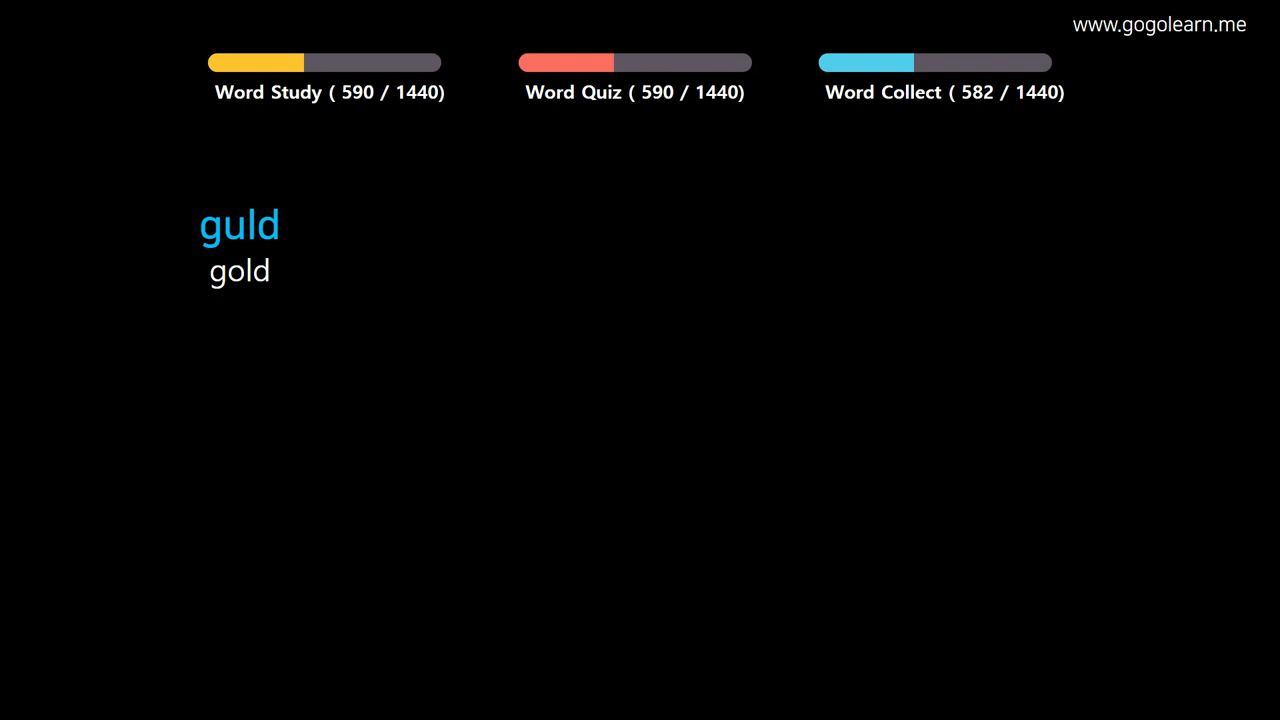 www.gogolearn.me
Word Study ( 590 / 1440)
Word Quiz ( 590 / 1440)
Word Collect ( 582 / 1440)
guld
gold